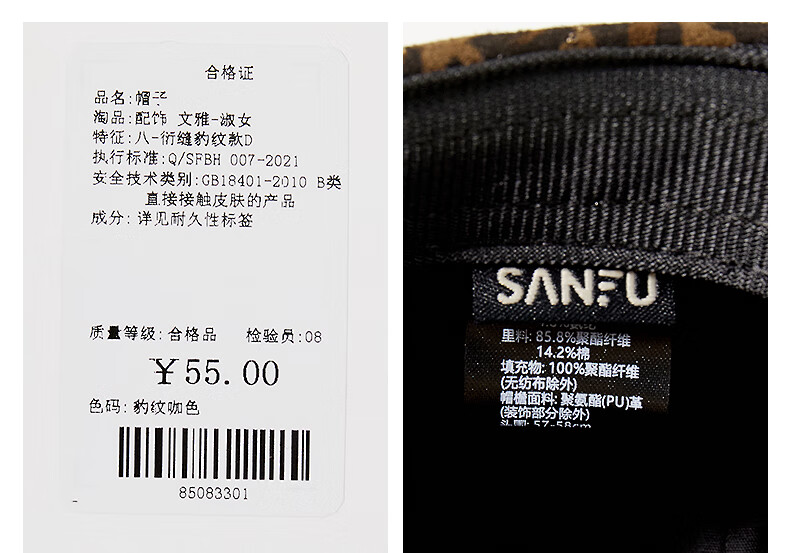 合格证
品名:帽子
淘品:配饰 文雅-淑女
特征:八-衍缝豹纹款D
执行标准:Q/SFBH 007-2021
安全技术类别:GB18401-2010 B类
直接接触皮肤的产品
成分: 详见耐久性标签
质量等级: 合格品 检验员:08
¥55.00
色码: 豹纹咖色
85083301
SANFU
里料: 85.8%聚酯纤维
14.2%棉
填充物: 100%聚酯纤维
(无纺布除外)
帽檐面料: 聚氨酯(PU)革
(装饰部分除外)
头围: 57-58cm